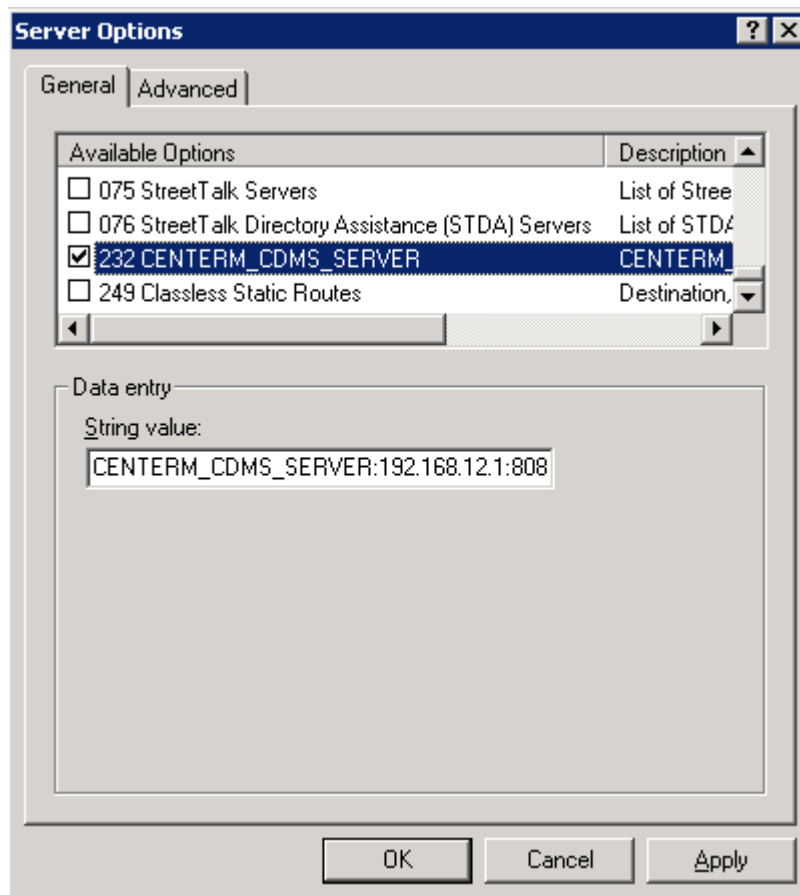 Server Options
General Advanced
Available Options Description
075 StreetTalk Servers List of Stree
076 StreetTalk Directory Assistance (STDA) Servers List of STDA
232 CENTERM_CDMS_SERVER CENTERM_
249 Classless Static Routes Destination,
Data entry
String value:
CENTERM_CDMS_SERVER:192.168.12.1:808
OK Cancel Apply